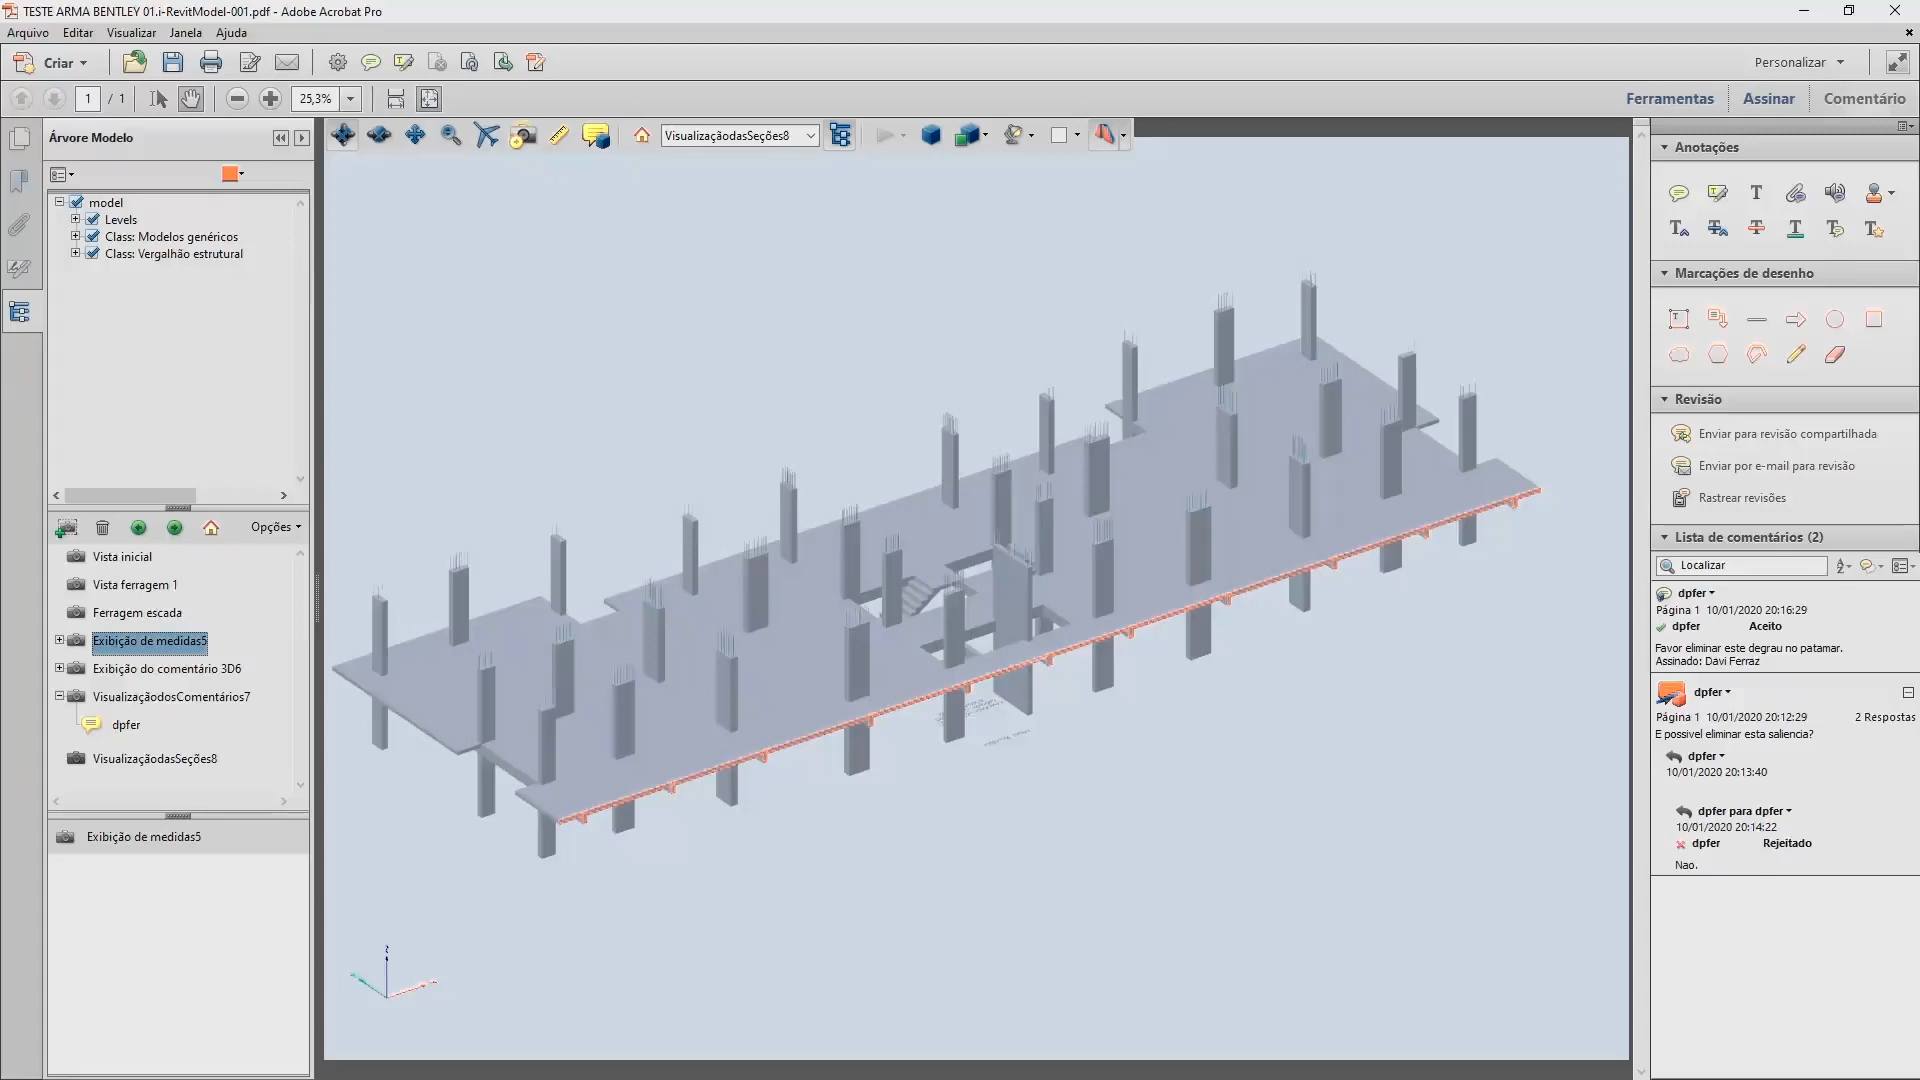 TESTE ARMA BENTLEY 01.i-RevitModel-001.pdf - Adobe Acrobat Pro
Arquivo Editar Visualizar Janela Ajuda
Criar
Personalizar
1 / 1
25,3%
Ferramentas Assinar Comentário
Árvore Modelo
model
Levels
Class: Modelos genéricos
Class: Vergalhão estrutural
Opções
Vista inicial
Vista ferragem 1
Ferragem escada
Exibição de medidas5
Exibição do comentário 3D6
VisualizaçãodosComentários7
dpfer
VisualizaçãodasSeções8
Exibição de medidas5
VisualizaçãodasSeções8
Z
Anotações
Marcações de desenho
Revisão
Enviar para revisão compartilhada
Enviar por e-mail para revisão
Rastrear revisões
Lista de comentários (2)
Localizar
dpfer
Página 1 10/01/2020 20:16:29
dpfer Aceito
Favor eliminar este degrau no patamar.
Assinado: Davi Ferraz
dpfer
Página 1 10/01/2020 20:12:29 2 Respostas
E possivel eliminar esta saliencia?
dpfer
10/01/2020 20:13:40
dpfer para dpfer
10/01/2020 20:14:22
dpfer Rejeitado
Nao.